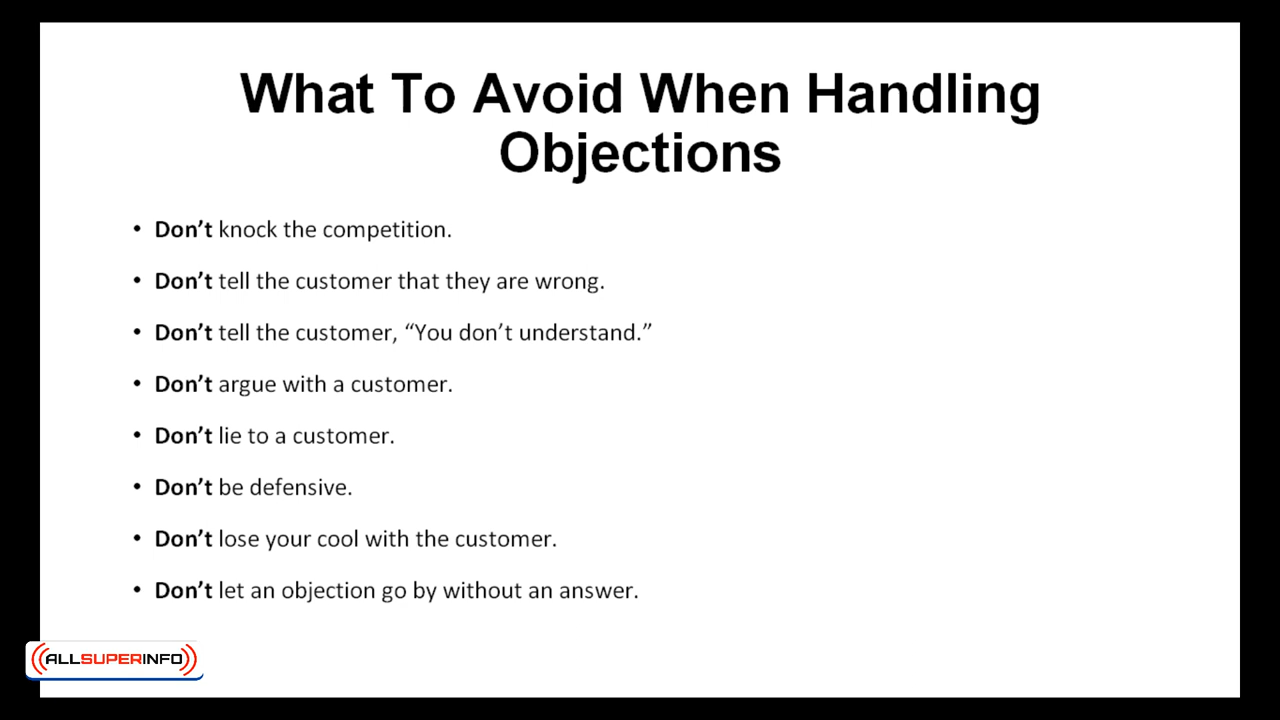 What To Avoid When Handling
Objections
• Don’t knock the competition.
• Don’t tell the customer that they are wrong.
• Don’t tell the customer, “You don’t understand.”
• Don’t argue with a customer.
• Don’t lie to a customer.
• Don’t be defensive.
• Don’t lose your cool with the customer.
• Don’t let an objection go by without an answer.
ALLSUPERINFO